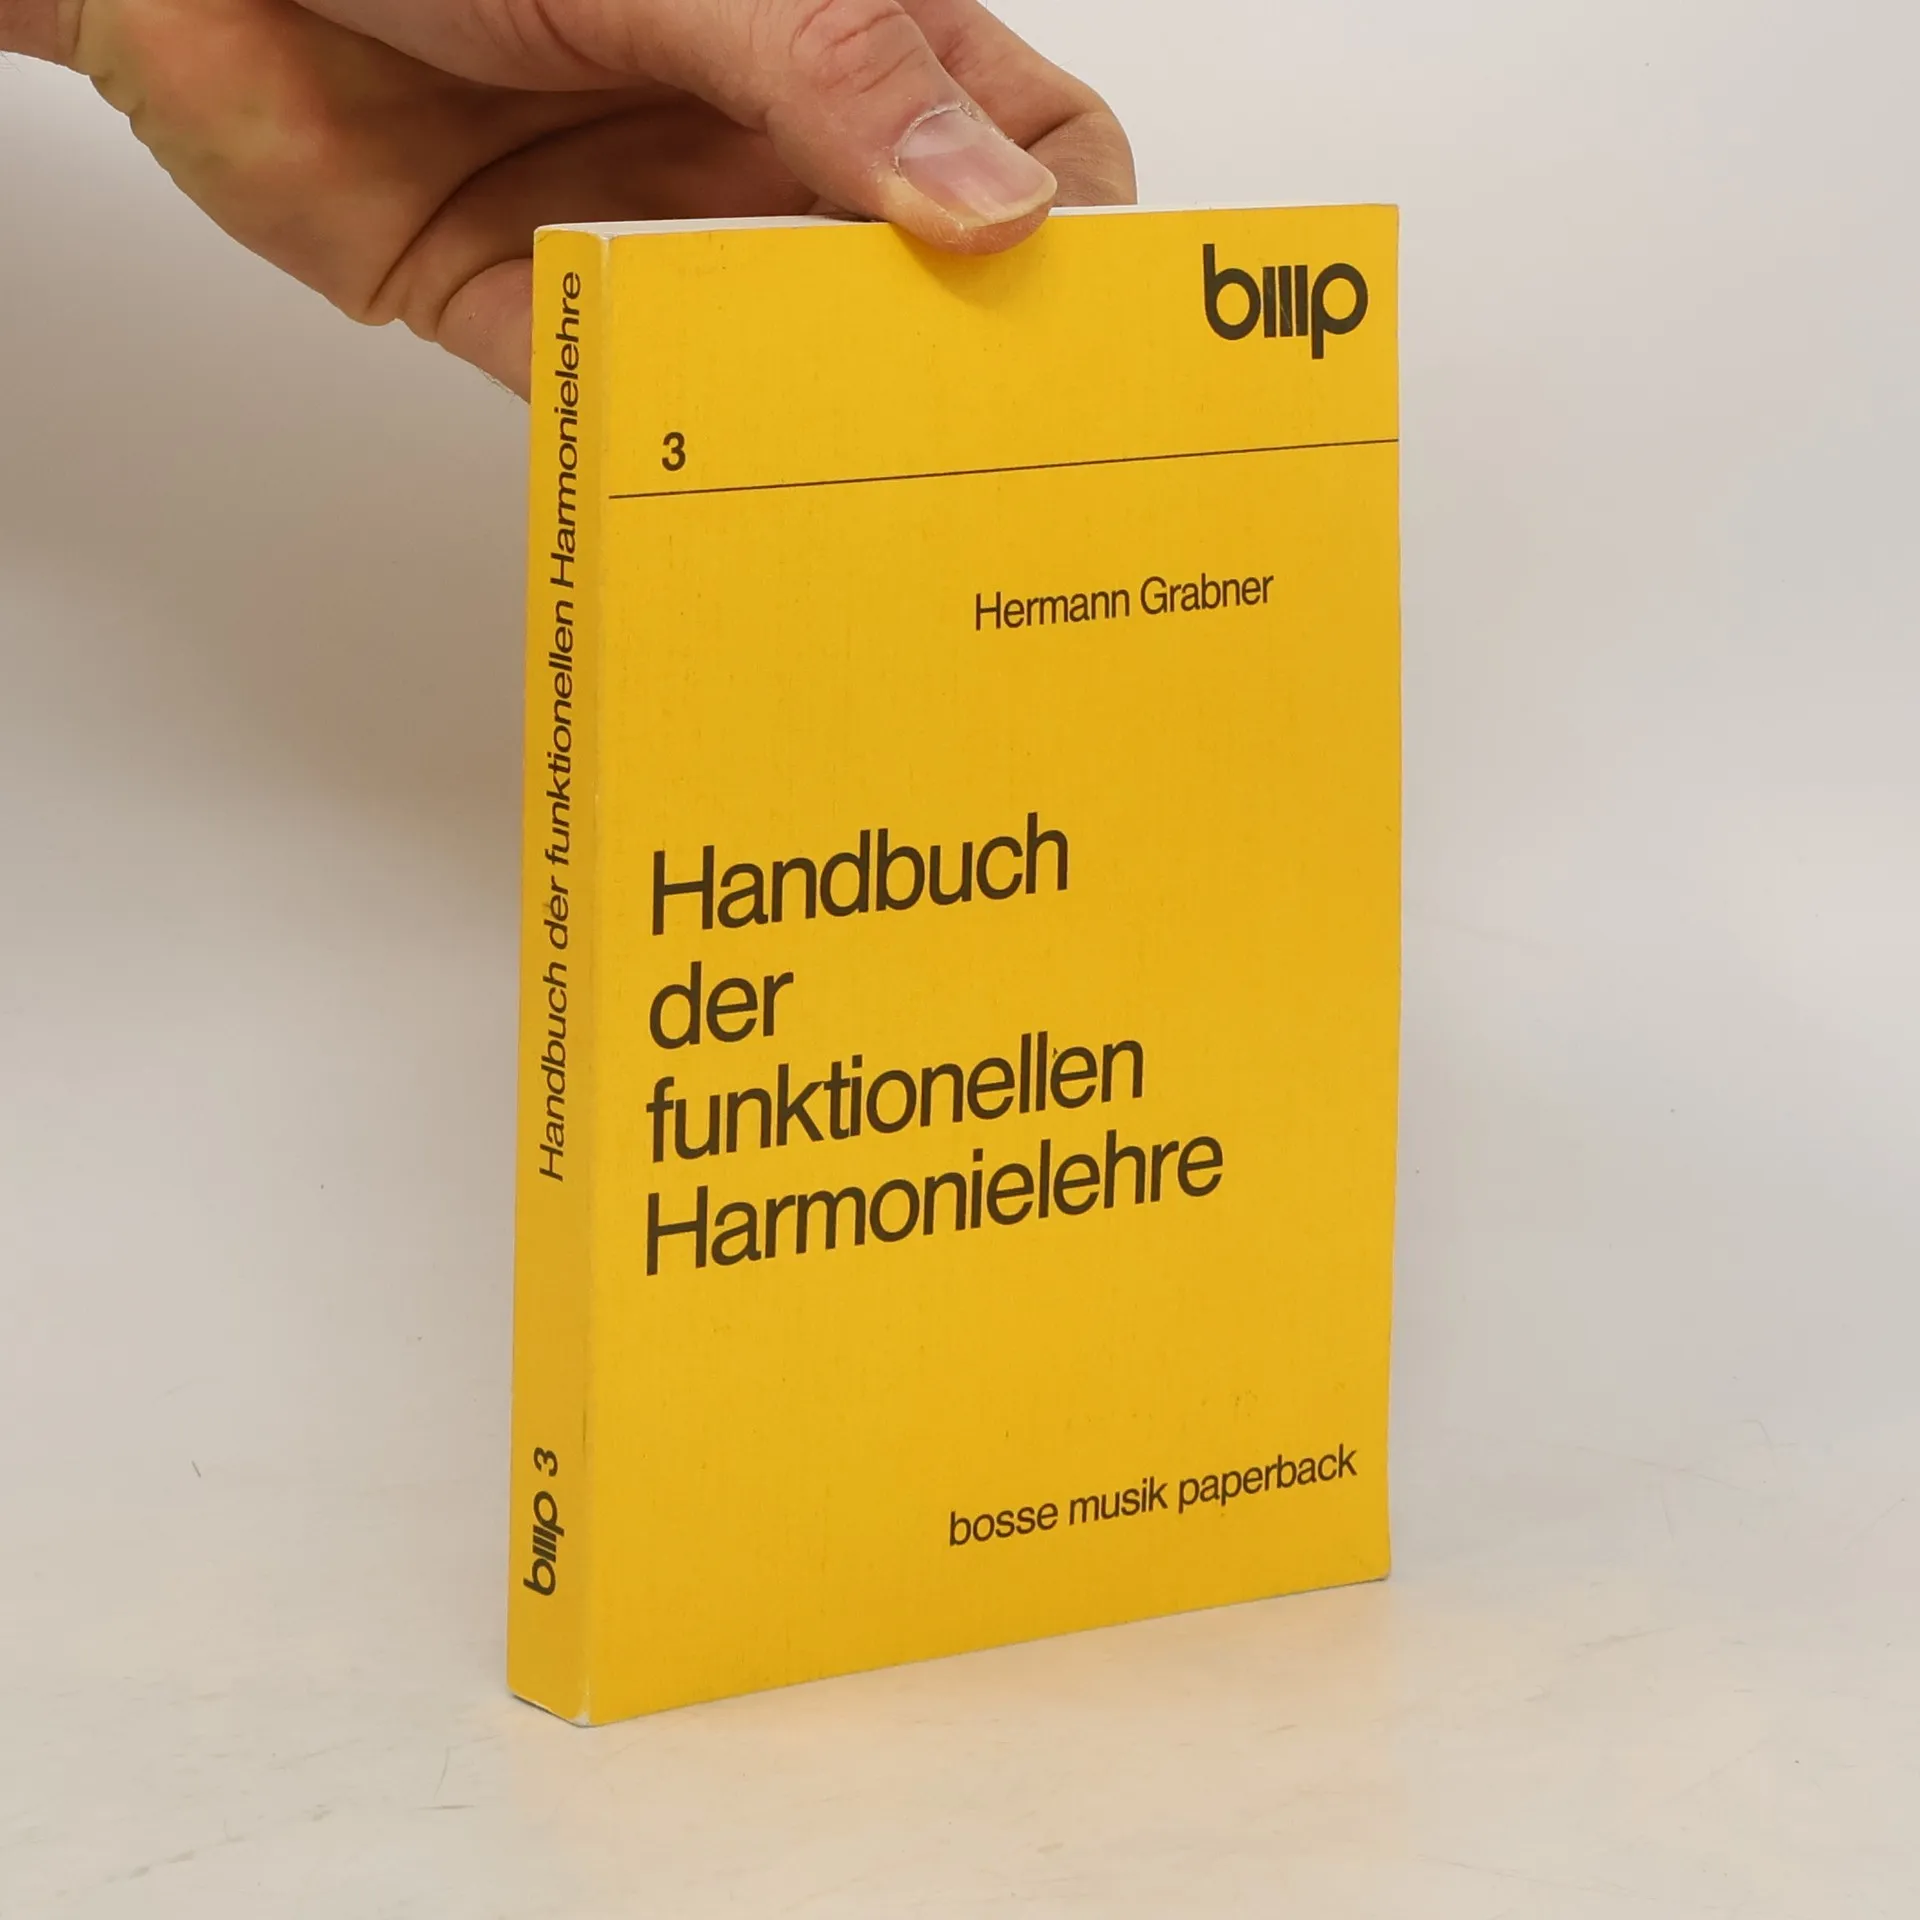 bmp
3
Hermann Grabner
Handbuch
der
funktionellen
Harmonielehre
bosse musik paperback
Handbuch der funktionellen Harmonielehre
bmp 3